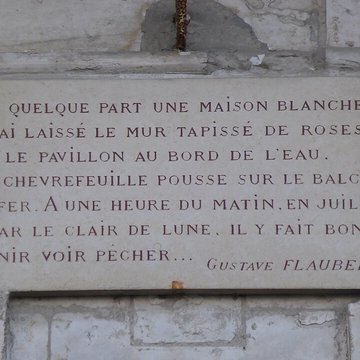 QUELQUE PART UNE MAISON BLANCHE
AI LAISSÉ LE MUR TAPISSÉ DE ROSES
LE PAVILLON AU BORD DE L'EAU.
CHEVREFEUILLE POUSSE SUR LE BALC
FER. A UNE HEURE DU MATIN, EN JUIL
AR LE CLAIR DE LUNE, IL Y FAIT BON
NIR VOIR PÊCHER...
GUSTAVE FLAUBE